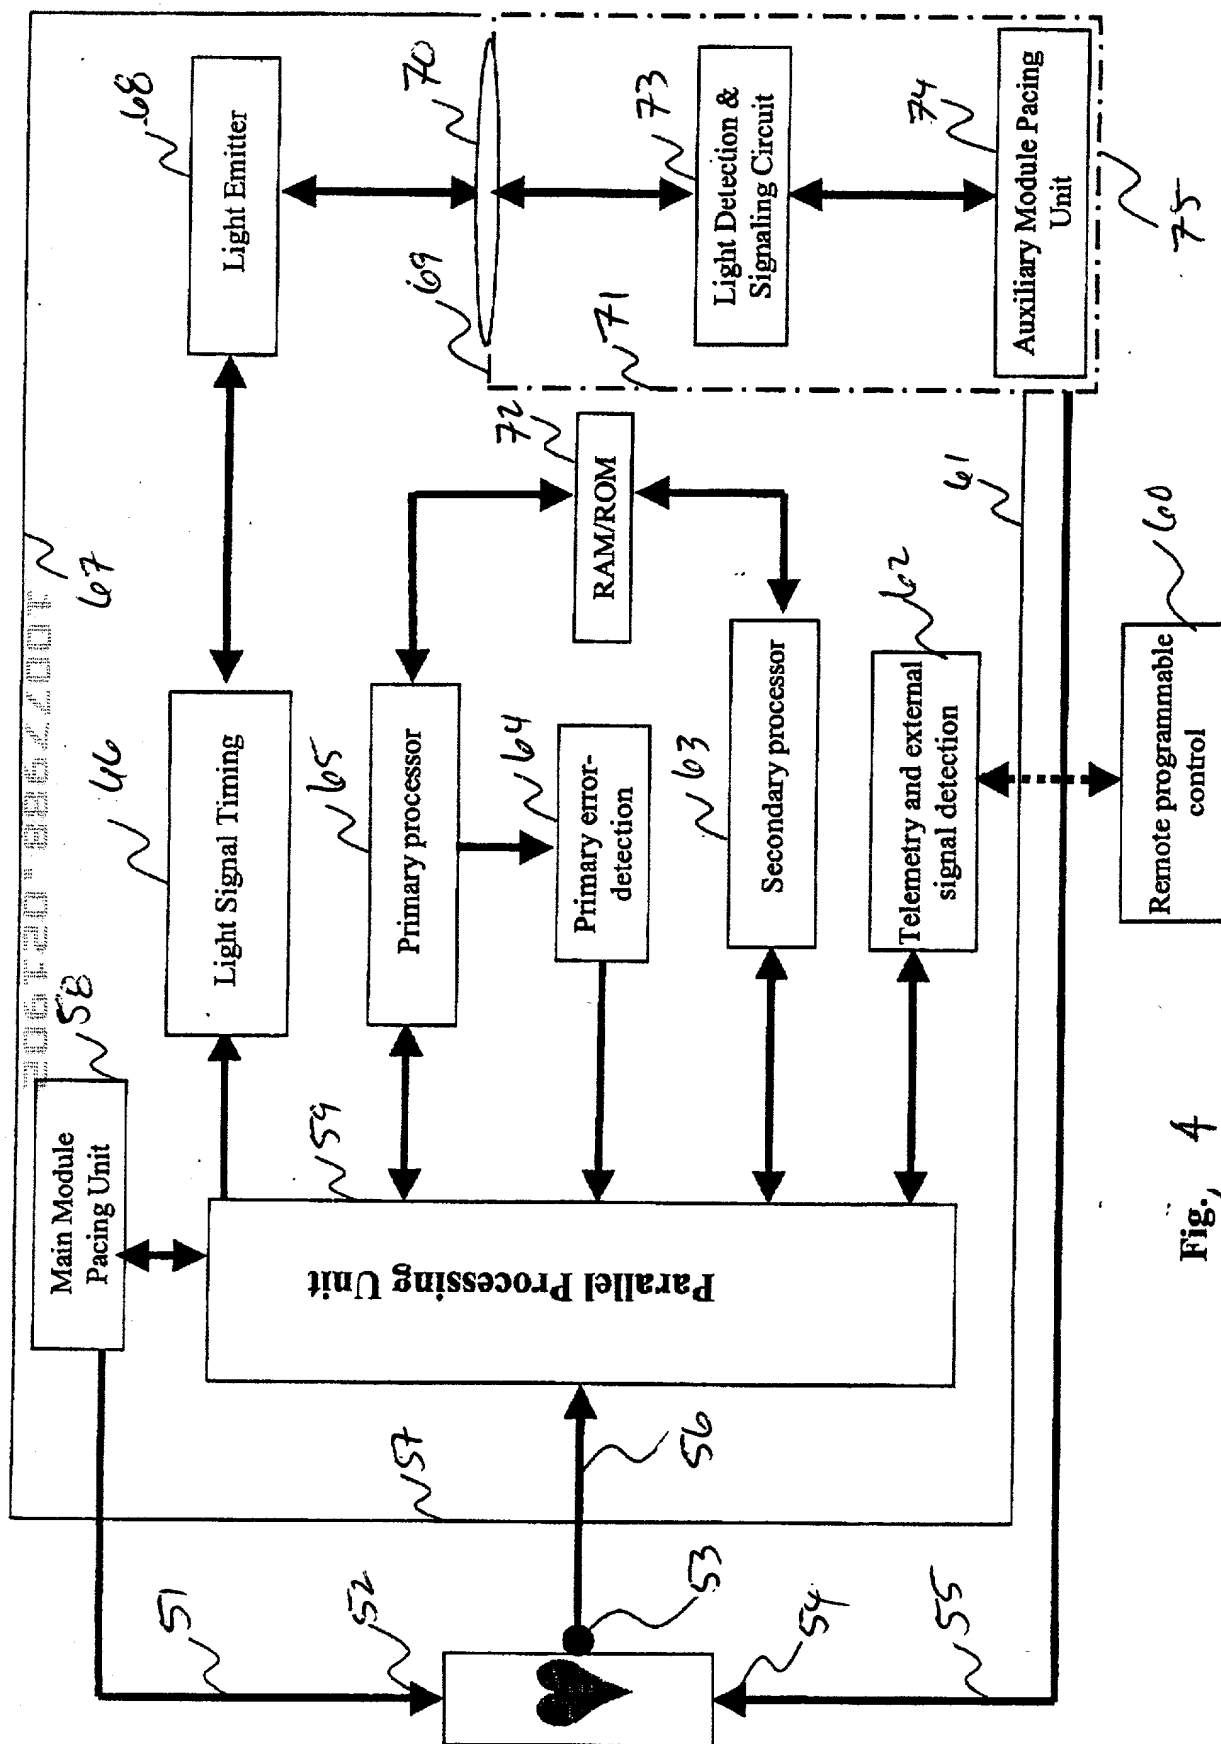 67
58
Main Module
Pacing Unit
66
Light Signal Timing
68
Light Emitter
51
52
57
59
Parallel Processing
Unit
65
Primary processor
64
Primary error-
detection
72
RAM/ROM
69
70
71
73
Light Detection &
Signaling Circuit
53
56
63
Secondary processor
62
Telemetry and external
signal detection
61
74
Auxiliary Module Pacing
Unit
75
54
55
60
Remote programmable
control
Fig., 4